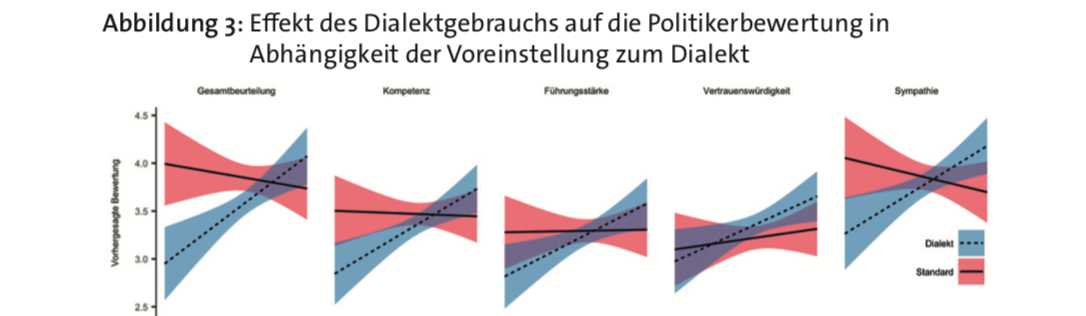 Abbildung 3: Effekt des Dialektgebrauchs auf die Politikerbewertung in
Abhängigkeit der Voreinstellung zum Dialekt
Gesamtbeurteilung
Kompetenz
Führungsstärke
Vertrauenswürdigkeit
Sympathie
Vorhergesagte Bewertung
4.5
4.0
3.5
3.0
2.5
Dialekt
Standard